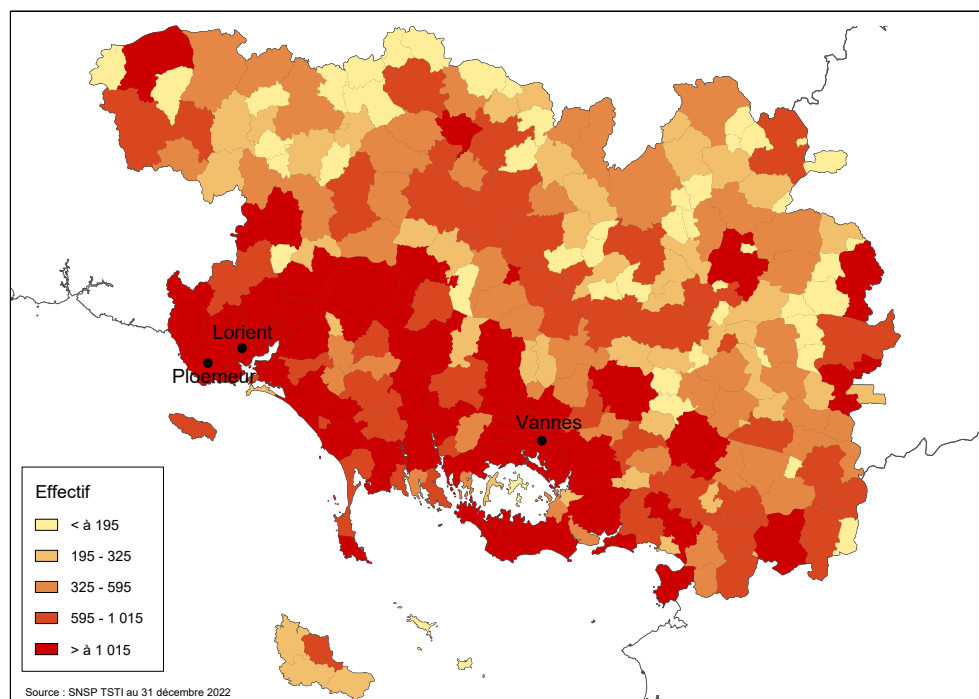 Lorient
Ploemeur
Vannes
Effectif
< à 195
195 - 325
325 - 595
595 - 1 015
> à 1 015
Source : SNSP TSTI au 31 décembre 2022